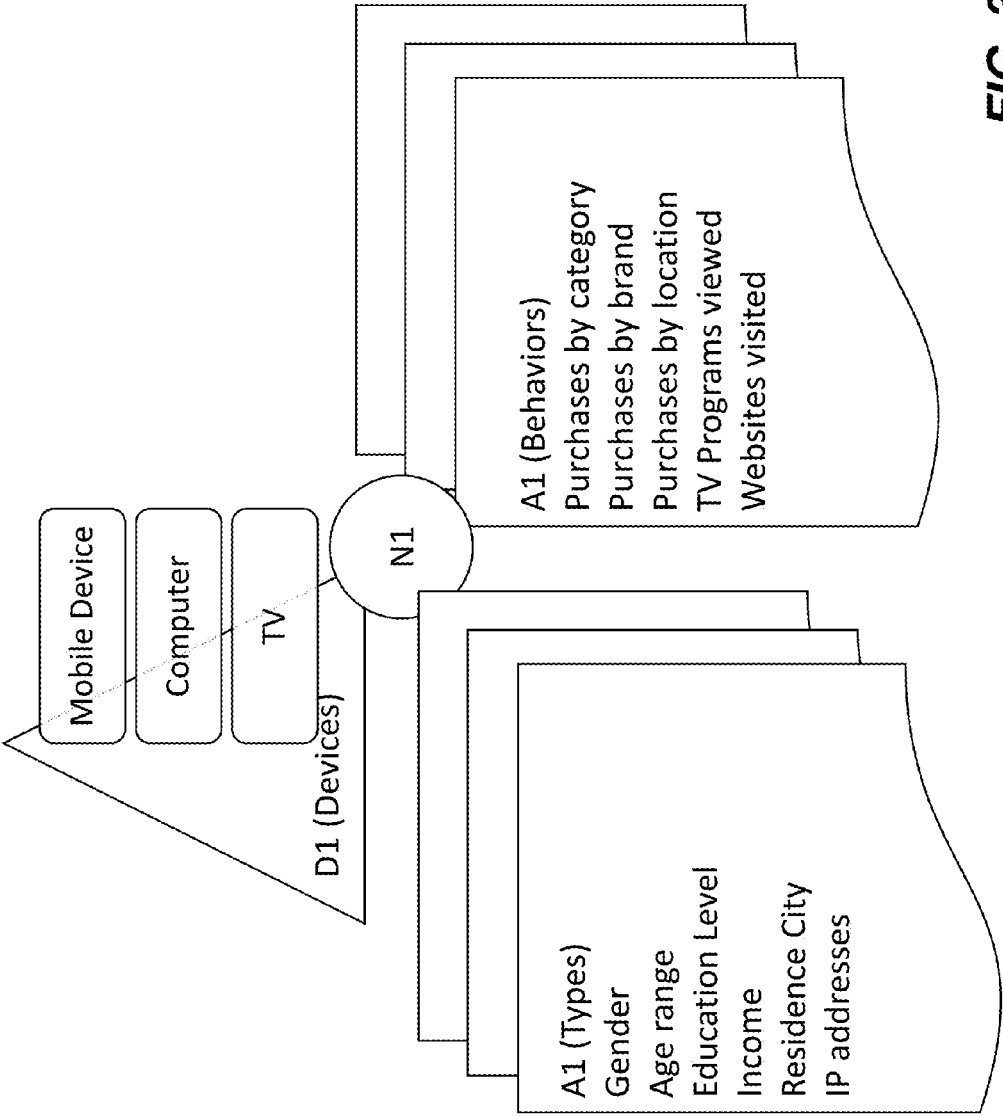 Mobile Device
Computer
TV
D1 (Devices)
N1
A1 (Types)
Gender
Age range
Education Level
Income
Residence City
IP addresses
A1 (Behaviors)
Purchases by category
Purchases by brand
Purchases by location
TV Programs viewed
Websites visited
FIG.